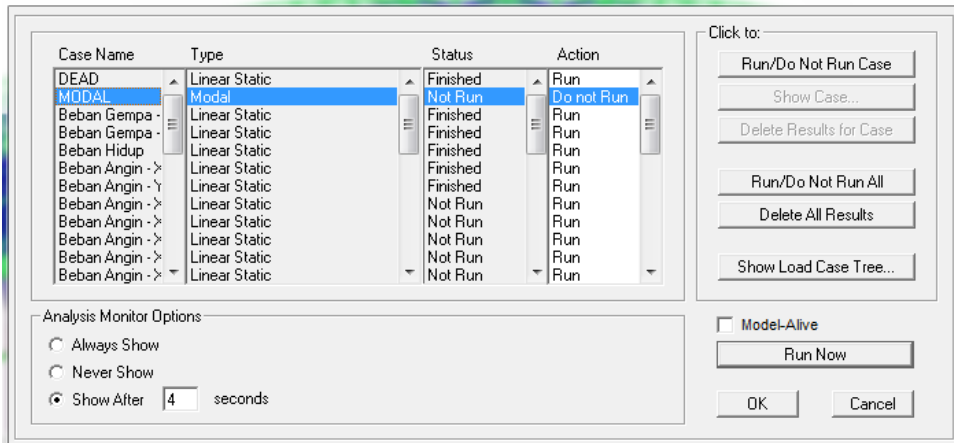 Click to:
Case Name Type Status Action
DEAD Linear Static Finished Run
MODAL Modal Not Run Do not Run
Beban Gempa - Linear Static Finished Run
Beban Gempa - Linear Static Finished Run
Beban Hidup Linear Static Finished Run
Beban Angin - X Linear Static Finished Run
Beban Angin - Y Linear Static Finished Run
Beban Angin - X Linear Static Not Run Run
Beban Angin - X Linear Static Not Run Run
Beban Angin - X Linear Static Not Run Run
Beban Angin - X Linear Static Not Run Run
Beban Angin - X Linear Static Not Run Run
Run/Do Not Run Case
Show Case...
Delete Results for Case
Run/Do Not Run All
Delete All Results
Show Load Case Tree...
Analysis Monitor Options
Always Show
Never Show
Show After 4 seconds
Model-Alive
Run Now
OK Cancel